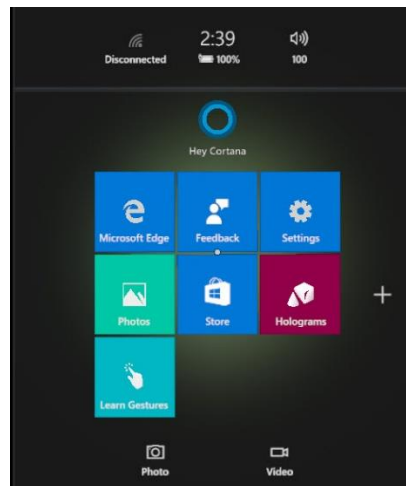 2:39
Disconnected 100% 100
Hey Cortana
Microsoft Edge Feedback Settings
Photos Store Holograms
Learn Gestures
Photo Video